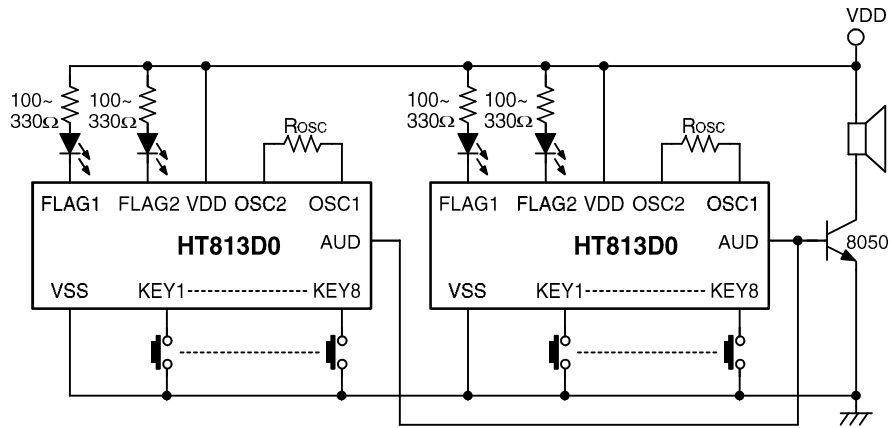 VDD
100~ 100~ 100~ 100~
330Ω 330Ω 330Ω 330Ω
ROSC ROSC
FLAG1 FLAG2 VDD OSC2 OSC1 FLAG1 FLAG2 VDD OSC2 OSC1
HT813D0 AUD HT813D0 AUD 8050
VSS KEY1 KEY8 VSS KEY1 KEY8